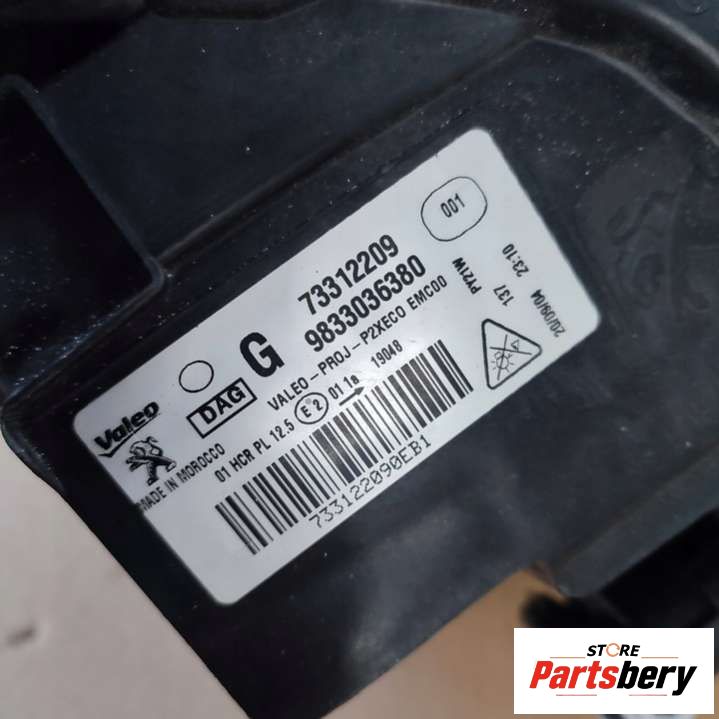 Valeo
MADE IN MOROCCO
DAG
G
73312209
9833036380
VALEO-PROJ-P2XECO EMC00
01 HCR PL 12.5 E2 01 1a 19048
733122090EB1
001
PY21W
137
20/09/04 23:10
STORE
Partsbery